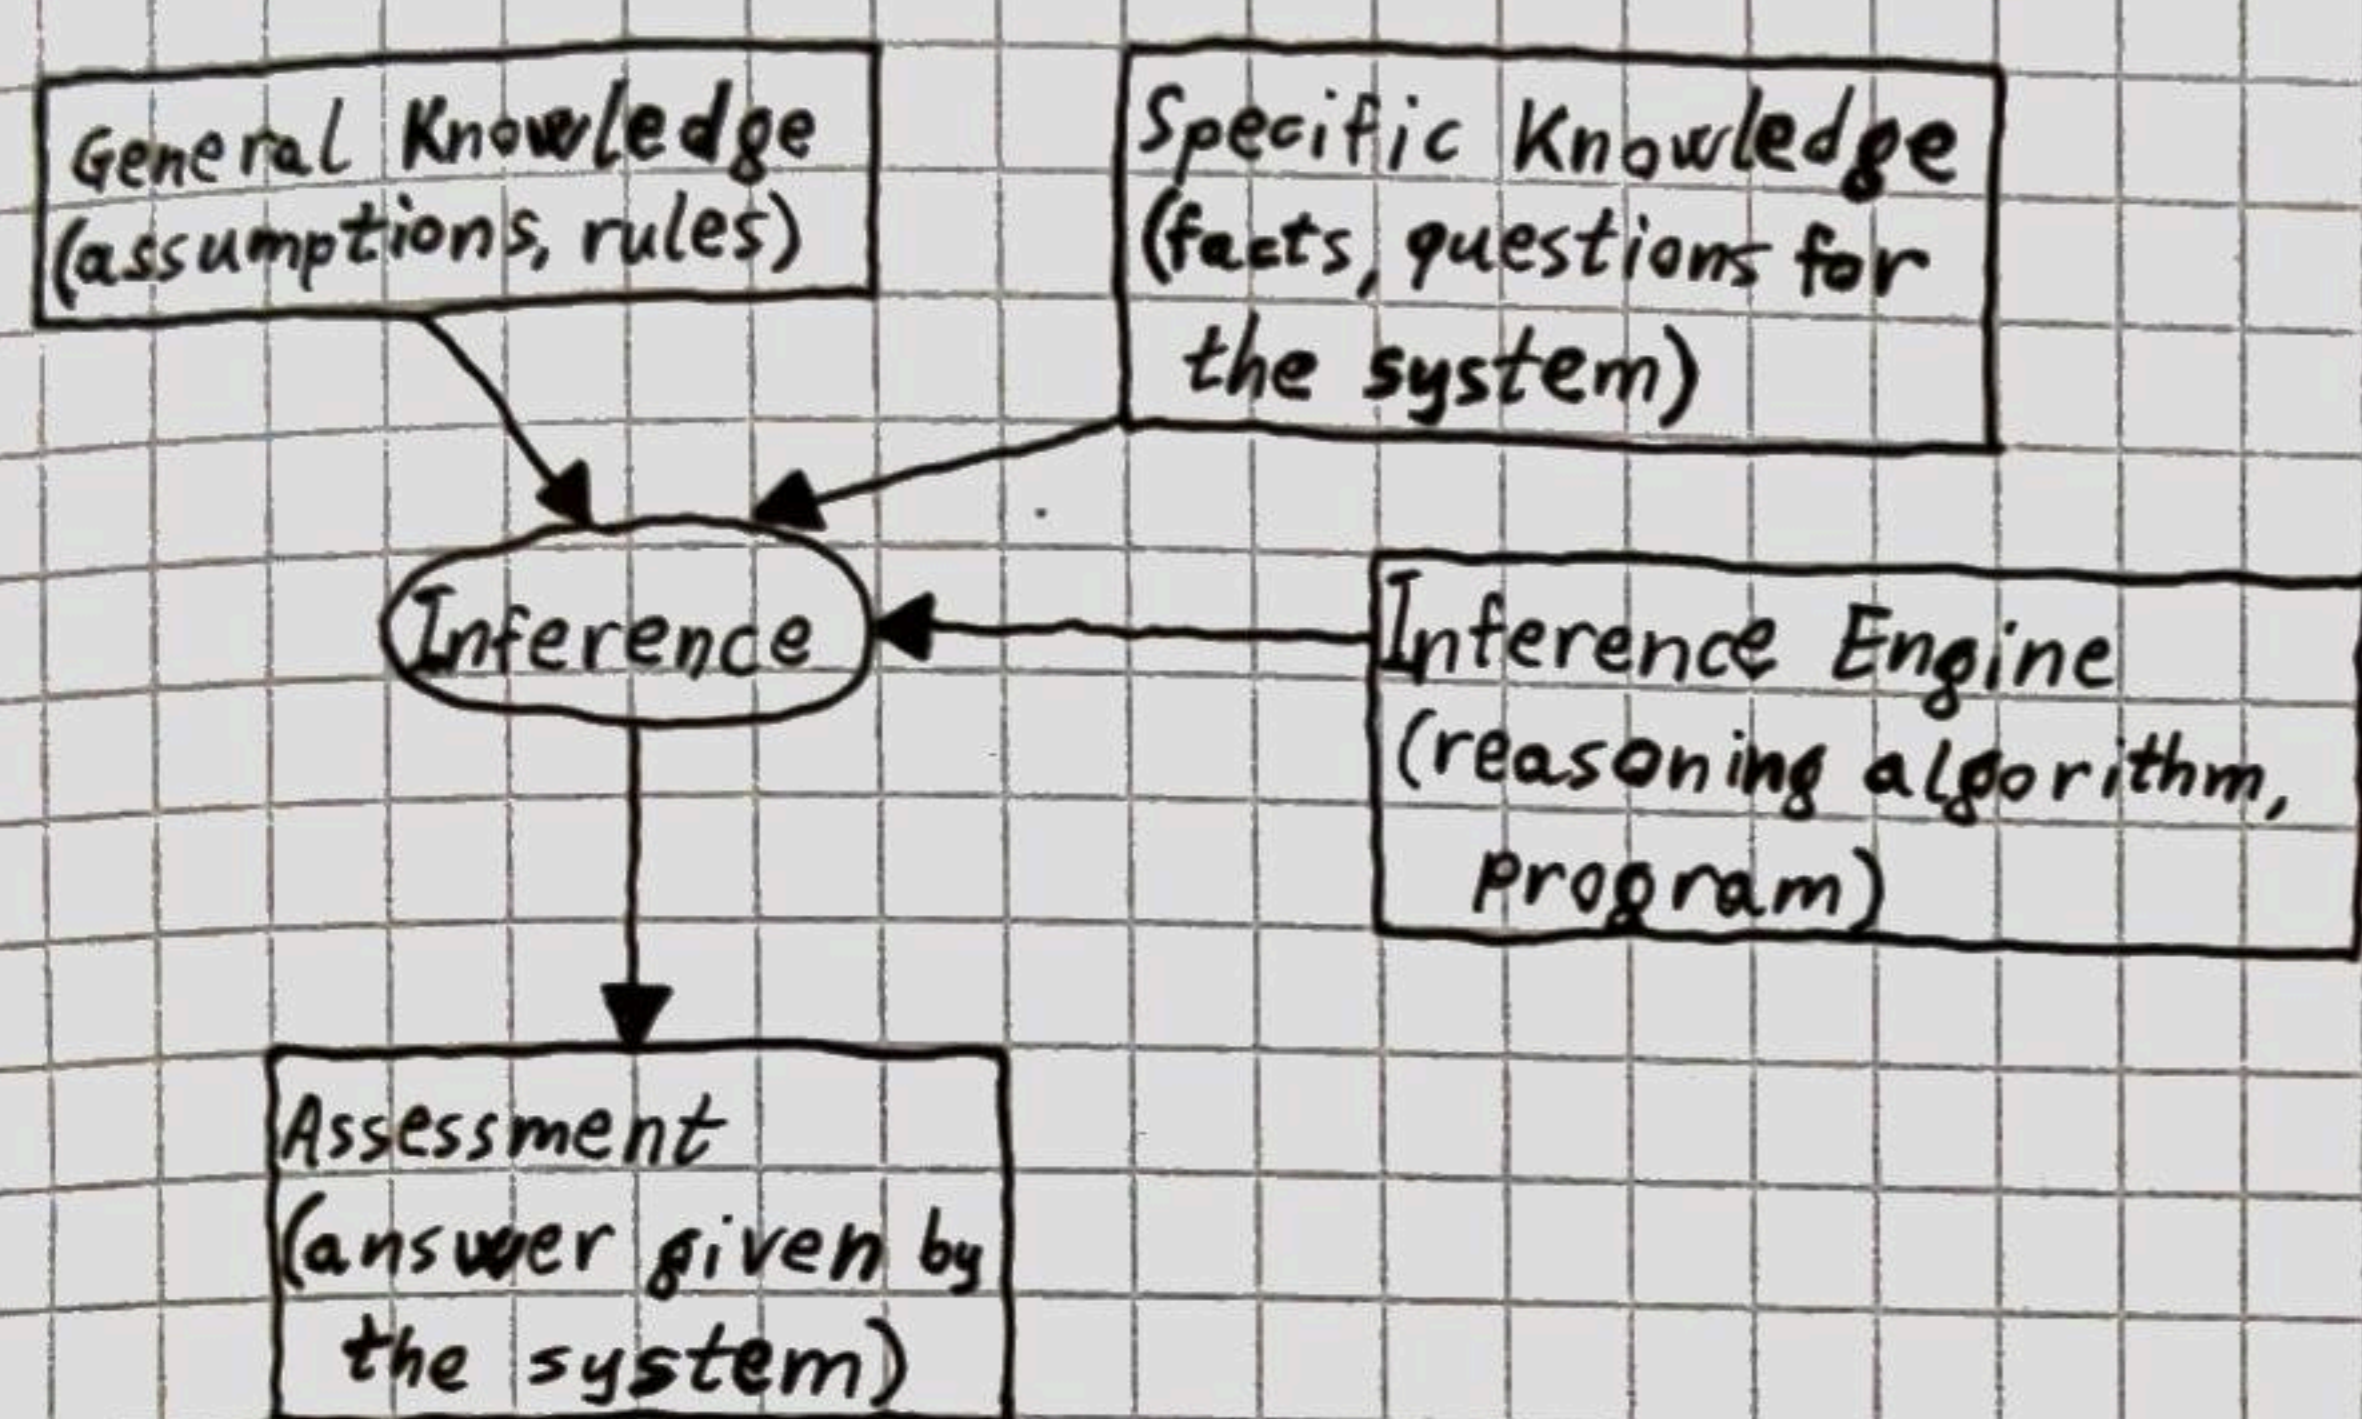 General Knowledge
(assumptions, rules)
Specific Knowledge
(facts, questions for
the system)
Inference
Inference Engine
(reasoning algorithm,
program)
Assessment
(answer given by
the system)